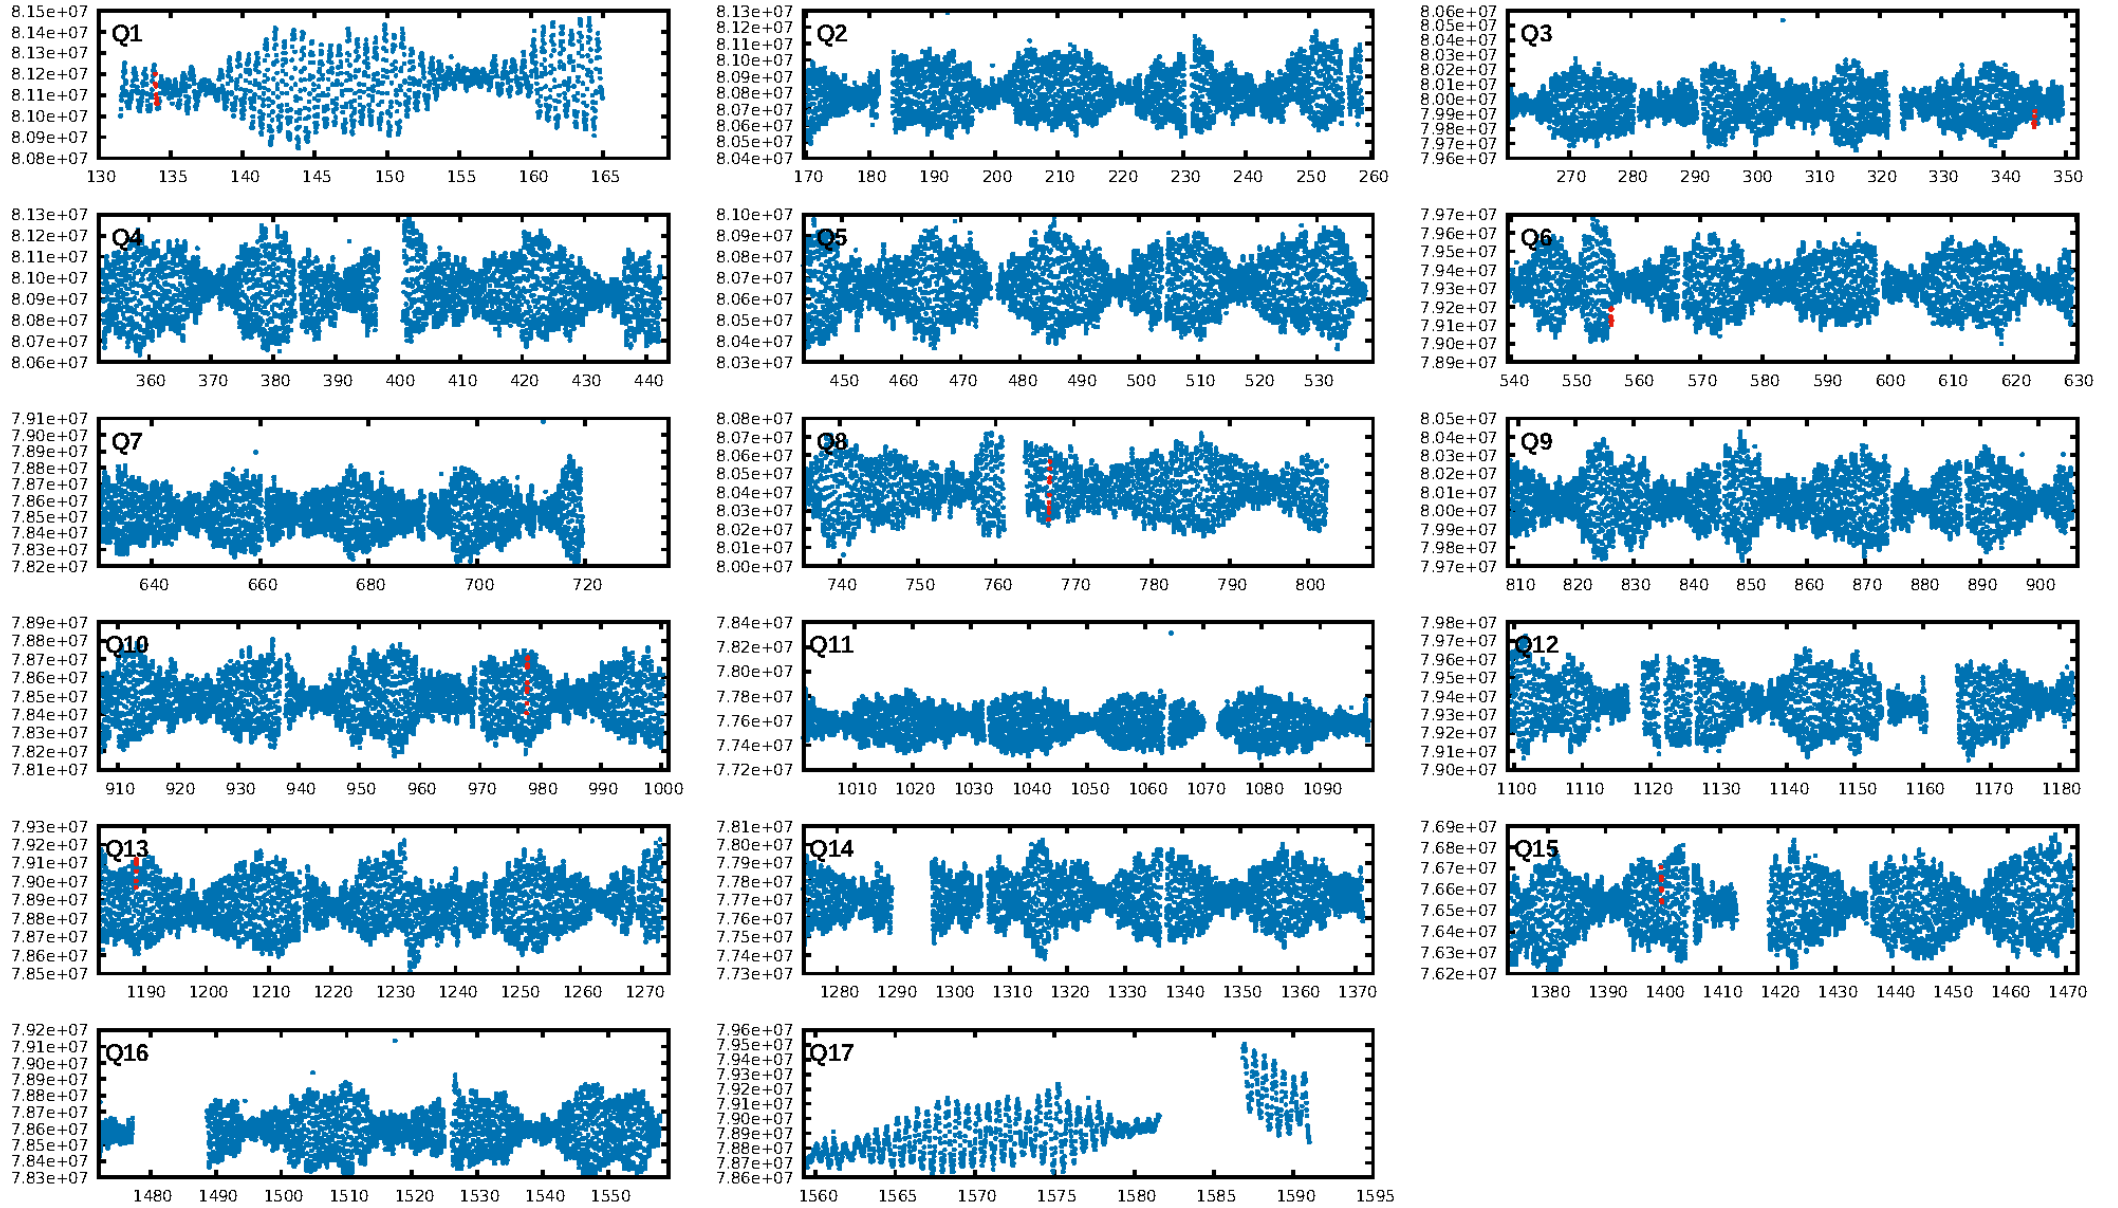 8.15e+07
8.14e+07
8.13e+07
8.12e+07
8.11e+07
8.10e+07
8.09e+07
8.08e+07
Q1
130 135 140 145 150 155 160 165
8.13e+07
8.12e+07
8.11e+07
8.10e+07
8.09e+07
8.08e+07
8.07e+07
8.06e+07
8.05e+07
8.04e+07
Q2
170 180 190 200 210 220 230 240 250 260
8.06e+07
8.05e+07
8.04e+07
8.03e+07
8.02e+07
8.01e+07
8.00e+07
7.99e+07
7.98e+07
7.97e+07
7.96e+07
Q3
270 280 290 300 310 320 330 340 350
8.13e+07
8.12e+07
8.11e+07
8.10e+07
8.09e+07
8.08e+07
8.07e+07
8.06e+07
Q4
360 370 380 390 400 410 420 430 440
8.10e+07
8.09e+07
8.08e+07
8.07e+07
8.06e+07
8.05e+07
8.04e+07
8.03e+07
Q5
450 460 470 480 490 500 510 520 530
7.97e+07
7.96e+07
7.95e+07
7.94e+07
7.93e+07
7.92e+07
7.91e+07
7.90e+07
7.89e+07
Q6
540 550 560 570 580 590 600 610 620 630
7.91e+07
7.90e+07
7.89e+07
7.88e+07
7.87e+07
7.86e+07
7.85e+07
7.84e+07
7.83e+07
7.82e+07
Q7
640 660 680 700 720
8.08e+07
8.07e+07
8.06e+07
8.05e+07
8.04e+07
8.03e+07
8.02e+07
8.01e+07
8.00e+07
Q8
740 750 760 770 780 790 800
8.05e+07
8.04e+07
8.03e+07
8.02e+07
8.01e+07
8.00e+07
7.99e+07
7.98e+07
7.97e+07
Q9
810 820 830 840 850 860 870 880 890 900
7.89e+07
7.88e+07
7.87e+07
7.86e+07
7.85e+07
7.84e+07
7.83e+07
7.82e+07
7.81e+07
Q10
910 920 930 940 950 960 970 980 990 1000
7.84e+07
7.82e+07
7.80e+07
7.78e+07
7.76e+07
7.74e+07
7.72e+07
Q11
1010 1020 1030 1040 1050 1060 1070 1080 1090
7.98e+07
7.97e+07
7.96e+07
7.95e+07
7.94e+07
7.93e+07
7.92e+07
7.91e+07
7.90e+07
Q12
1100 1110 1120 1130 1140 1150 1160 1170 1180
7.93e+07
7.92e+07
7.91e+07
7.90e+07
7.89e+07
7.88e+07
7.87e+07
7.86e+07
7.85e+07
Q13
1190 1200 1210 1220 1230 1240 1250 1260 1270
7.81e+07
7.80e+07
7.79e+07
7.78e+07
7.77e+07
7.76e+07
7.75e+07
7.74e+07
7.73e+07
Q14
1280 1290 1300 1310 1320 1330 1340 1350 1360 1370
7.69e+07
7.68e+07
7.67e+07
7.66e+07
7.65e+07
7.64e+07
7.63e+07
7.62e+07
Q15
1380 1390 1400 1410 1420 1430 1440 1450 1460 1470
7.92e+07
7.91e+07
7.90e+07
7.89e+07
7.88e+07
7.87e+07
7.86e+07
7.85e+07
7.84e+07
7.83e+07
Q16
1480 1490 1500 1510 1520 1530 1540 1550
7.96e+07
7.95e+07
7.94e+07
7.93e+07
7.92e+07
7.91e+07
7.90e+07
7.89e+07
7.88e+07
7.87e+07
7.86e+07
Q17
1560 1565 1570 1575 1580 1585 1590 1595